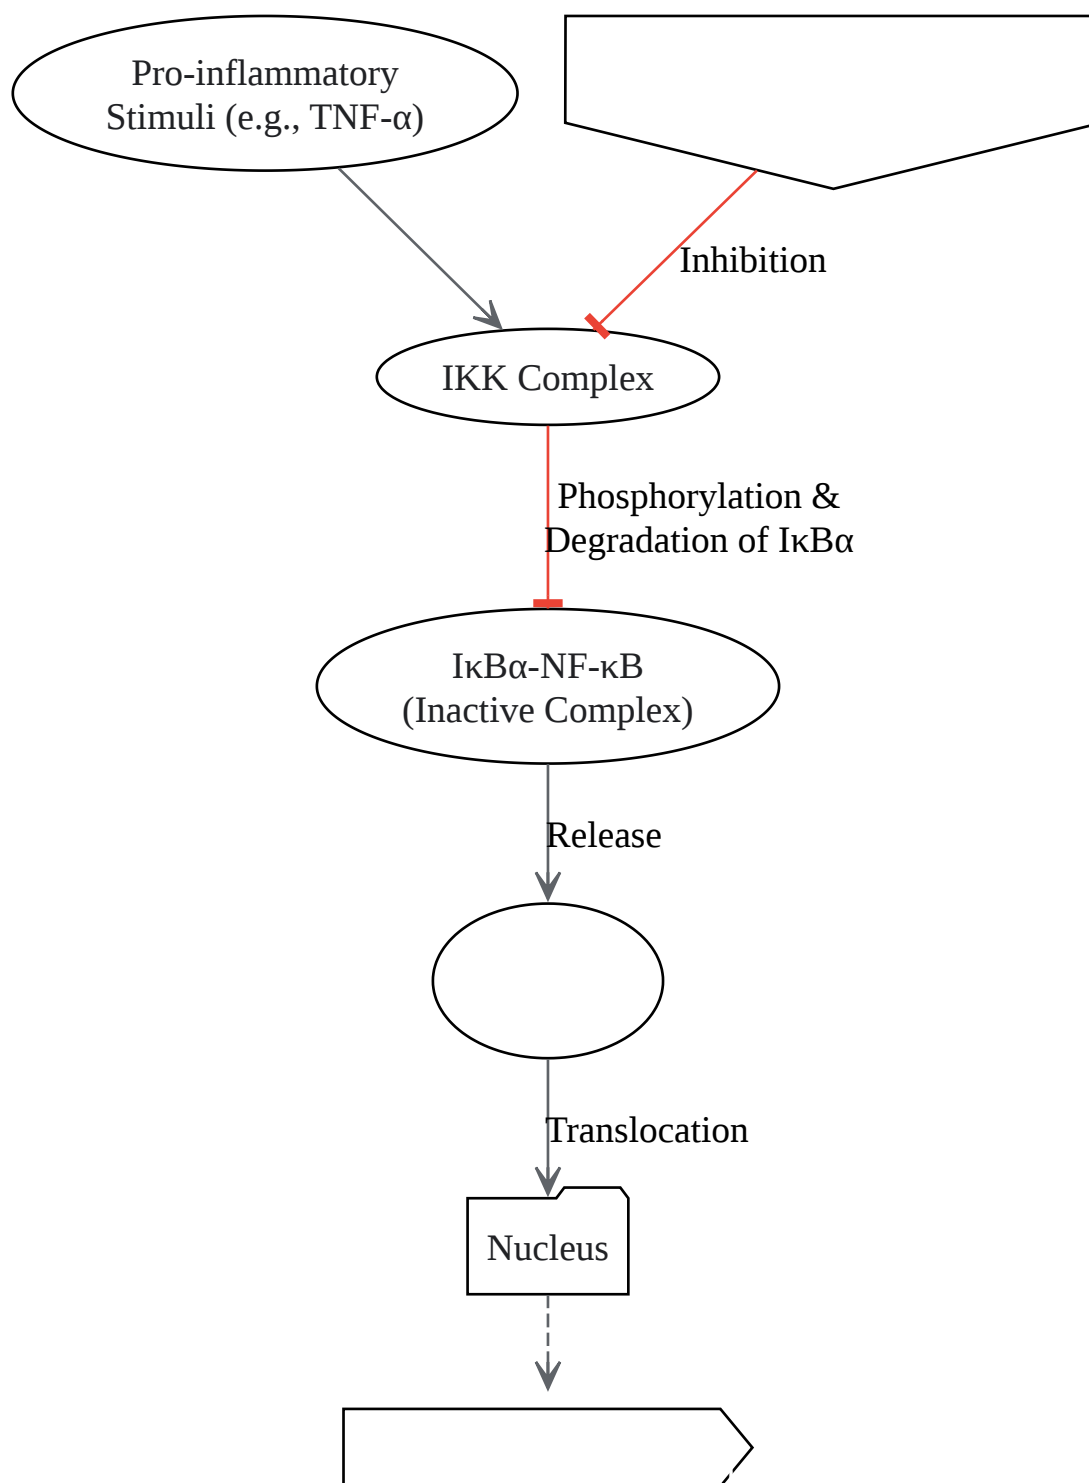 Pro-inflammatory
Stimuli (e.g., TNF-α)
Inhibition
IKK Complex
Phosphorylation &
Degradation of IκBα
IκBα-NF-κB
(Inactive Complex)
Release
Translocation
Nucleus